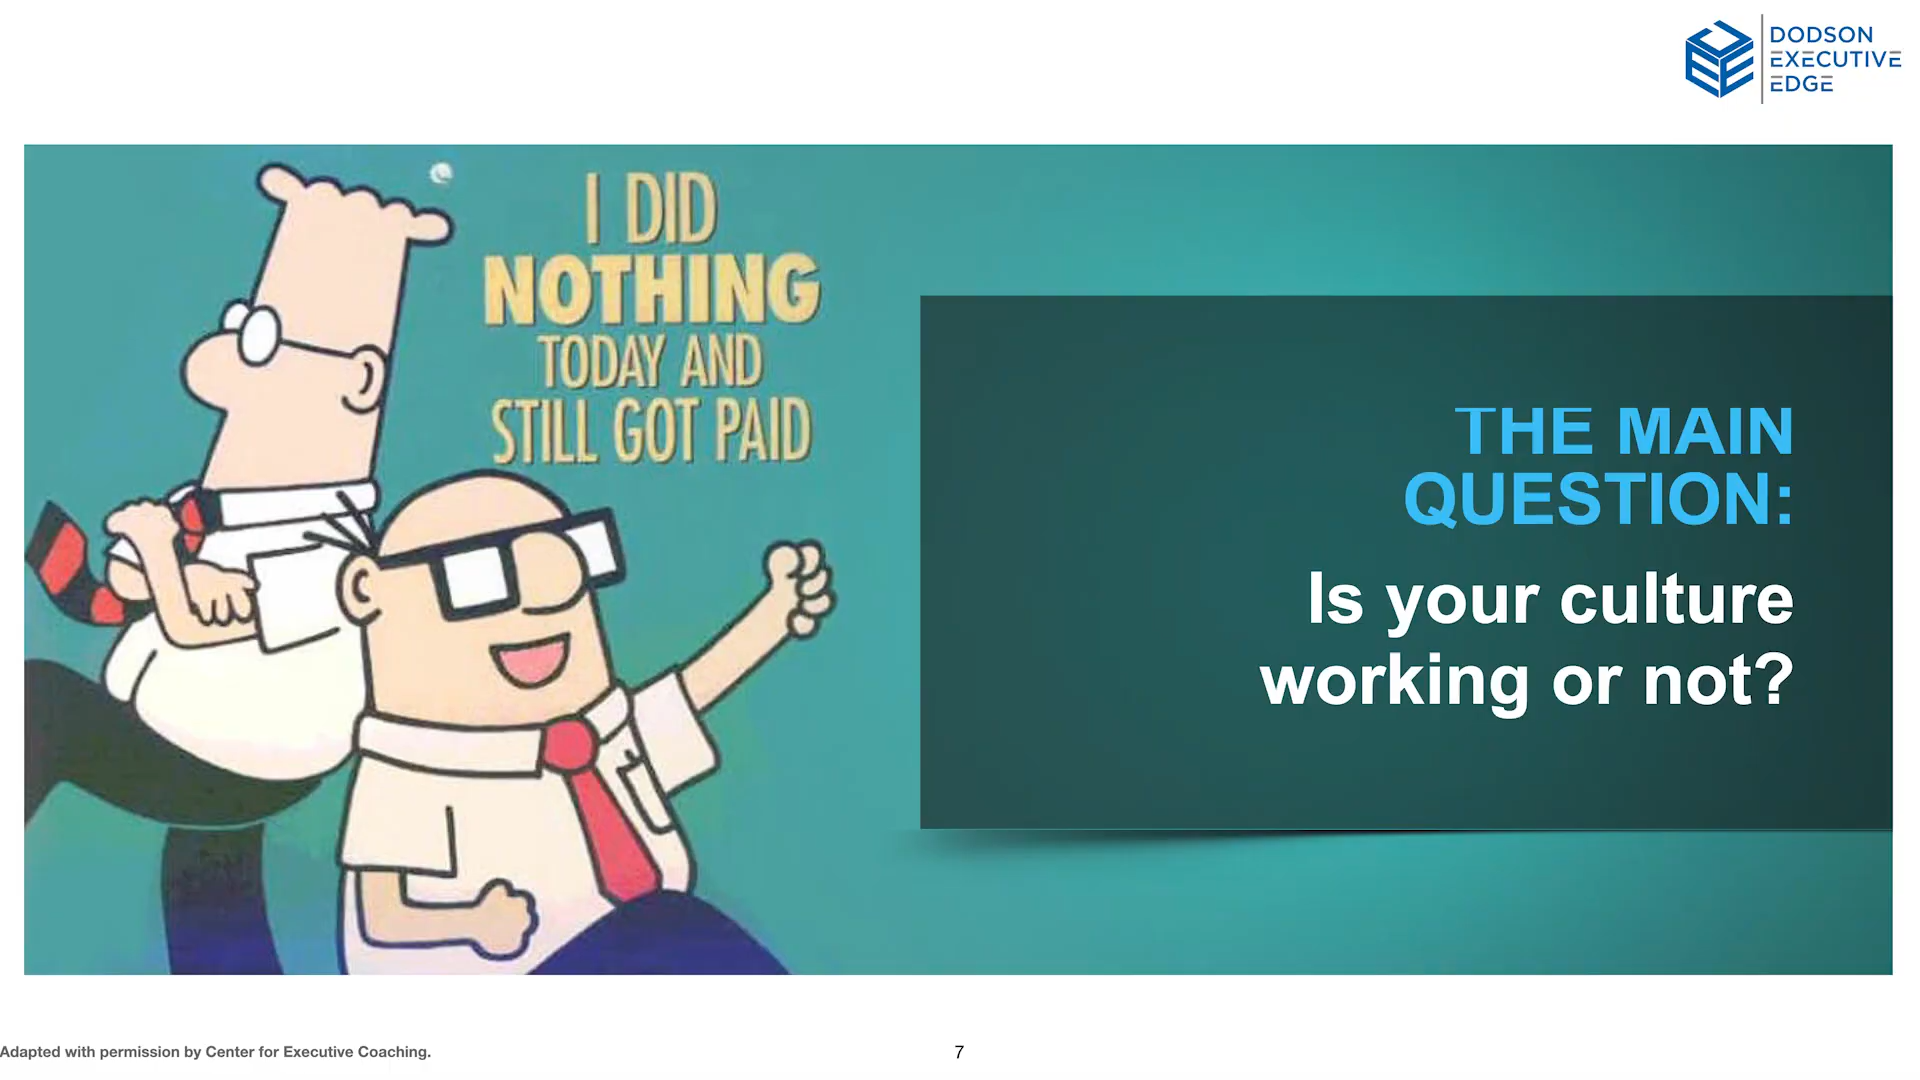 DODSON
EXECUTIVE
EDGE
I DID
NOTHING
TODAY AND
STILL GOT PAID
THE MAIN
QUESTION:
Is your culture
working or not?
Adapted with permission by Center for Executive Coaching.
7